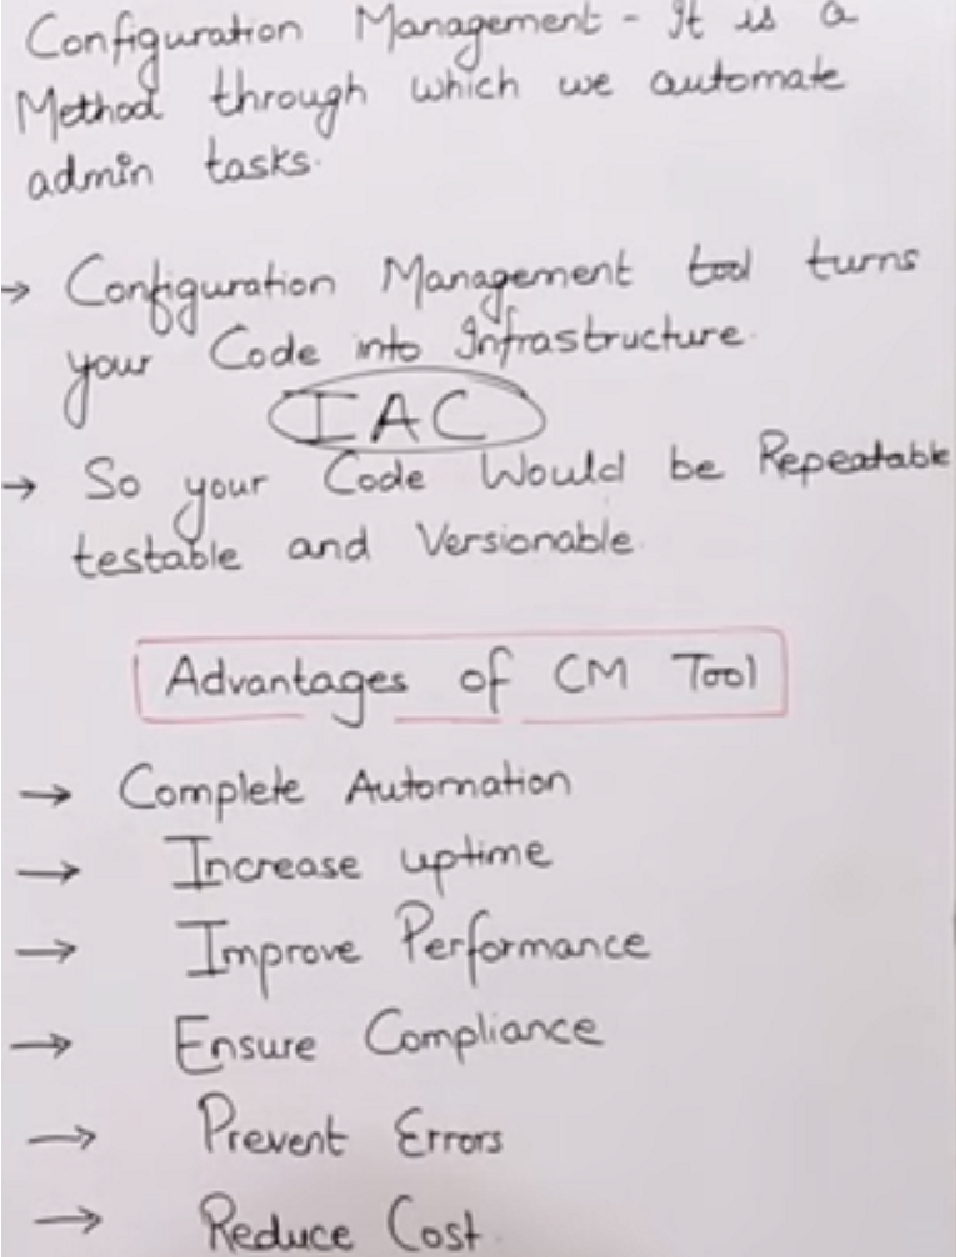 Configuration Management - It is a
Method through which we automate
admin tasks.
→ Configuration Management tool turns
your Code into Infrastructure.
IAC
→ So your Code Would be Repeatable
testable and Versionable.
Advantages of CM Tool
→ Complete Automation
→ Increase uptime
→ Improve Performance
→ Ensure Compliance
→ Prevent Errors
→ Reduce Cost.